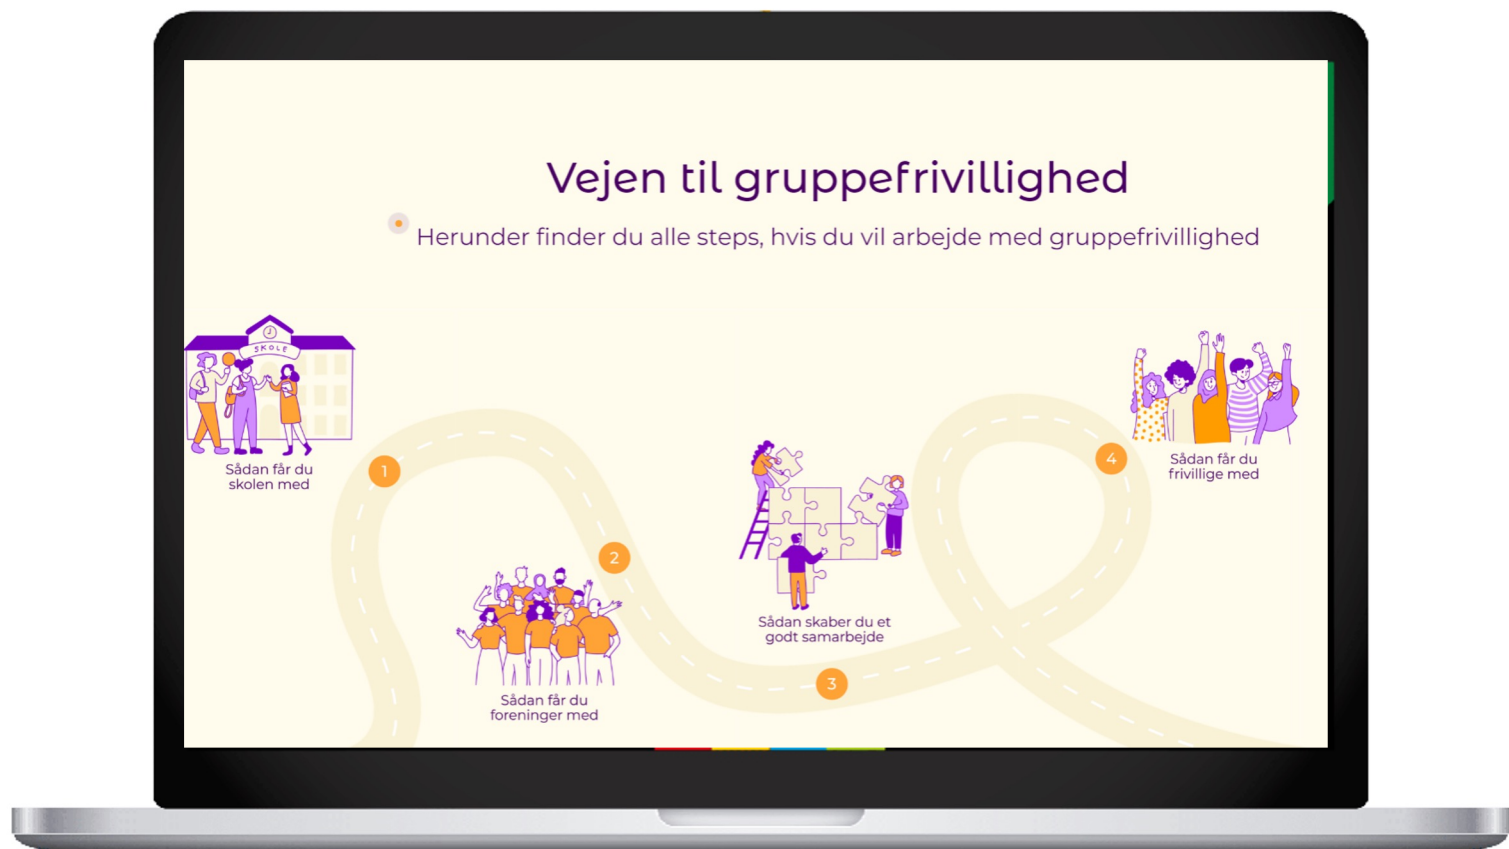 Vejen til gruppefrivillighed
Herunder finder du alle steps, hvis du vil arbejde med gruppefrivillighed
SKOLE
Sådan får du
skolen med
1
2
Sådan får du
foreninger med
Sådan skaber du et
godt samarbejde
3
4
Sådan får du
frivillige med